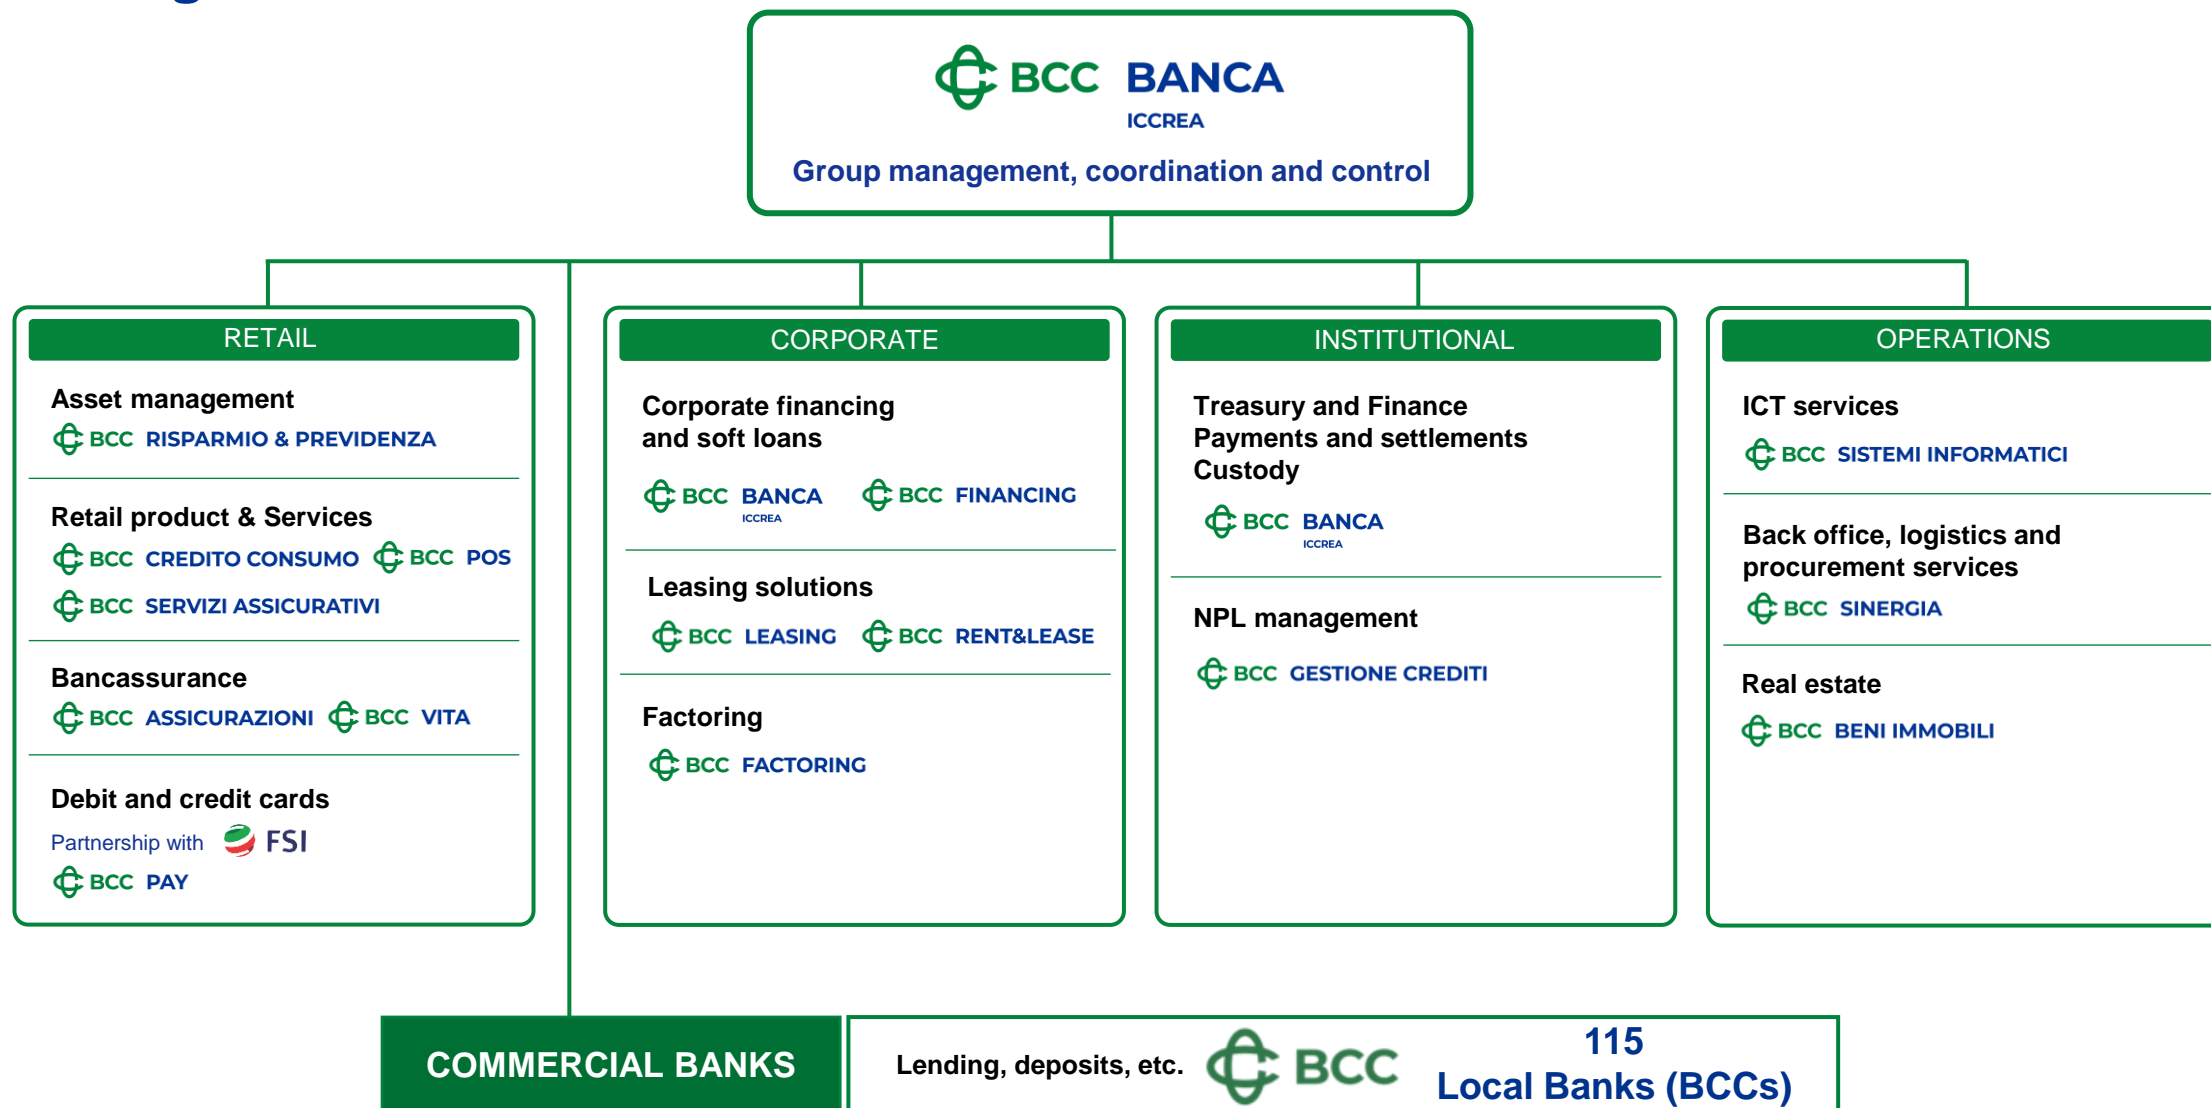 BCC BANCA
ICCREA
Group management, coordination and control
RETAIL
Asset management
BCC RISPARMIO & PREVIDENZA
Retail product & Services
BCC CREDITO CONSUMO BCC POS
BCC SERVIZI ASSICURATIVI
Bancassurance
BCC ASSICURAZIONI BCC VITA
Debit and credit cards
Partnership with FSI
BCC PAY
CORPORATE
Corporate financing
and soft loans
BCC BANCA BCC FINANCING
ICCREA
Leasing solutions
BCC LEASING BCC RENT&LEASE
Factoring
BCC FACTORING
INSTITUTIONAL
Treasury and Finance
Payments and settlements
Custody
BCC BANCA
ICCREA
NPL management
BCC GESTIONE CREDITI
OPERATIONS
ICT services
BCC SISTEMI INFORMATICI
Back office, logistics and
procurement services
BCC SINERGIA
Real estate
BCC BENI IMMOBILI
COMMERCIAL BANKS
Lending, deposits, etc. BCC
115
Local Banks (BCCs)